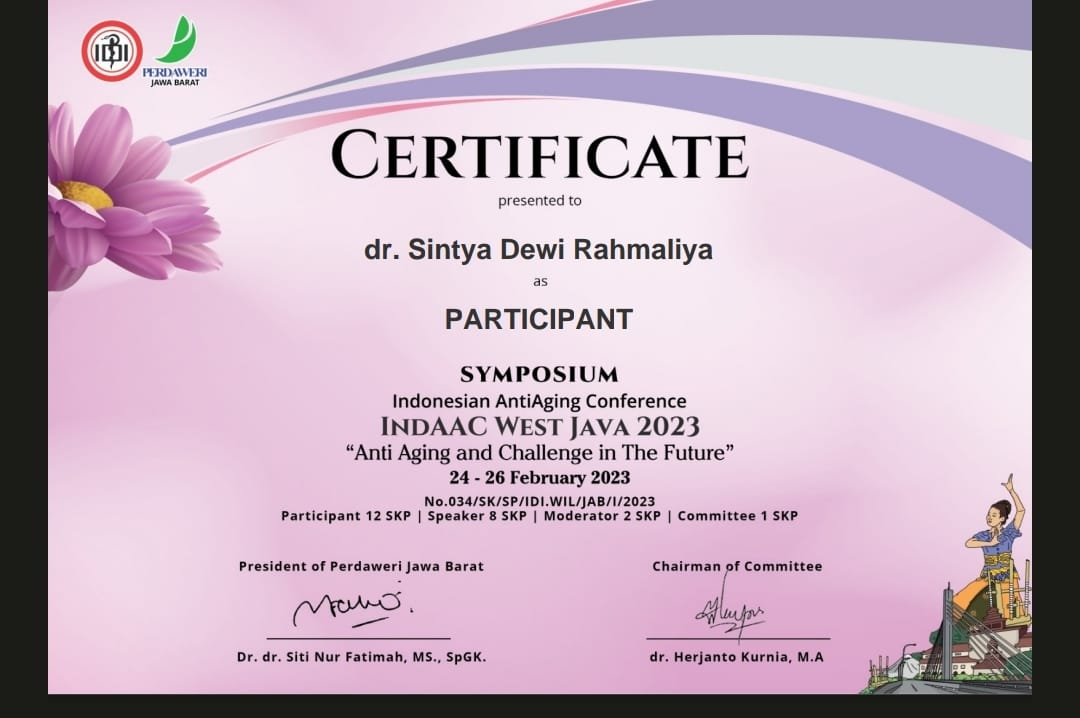 IDI
PERDAWERI
JAWA BARAT
CERTIFICATE
presented to
dr. Sintya Dewi Rahmaliya
as
PARTICIPANT
SYMPOSIUM
Indonesian AntiAging Conference
INDAAC WEST JAVA 2023
“Anti Aging and Challenge in The Future”
24 - 26 February 2023
No.034/SK/SP/IDI.WIL/JAB/I/2023
Participant 12 SKP | Speaker 8 SKP | Moderator 2 SKP | Committee 1 SKP
President of Perdaweri Jawa Barat
Chairman of Committee
Dr. dr. Siti Nur Fatimah, MS., SpGK.
dr. Herjanto Kurnia, M.A